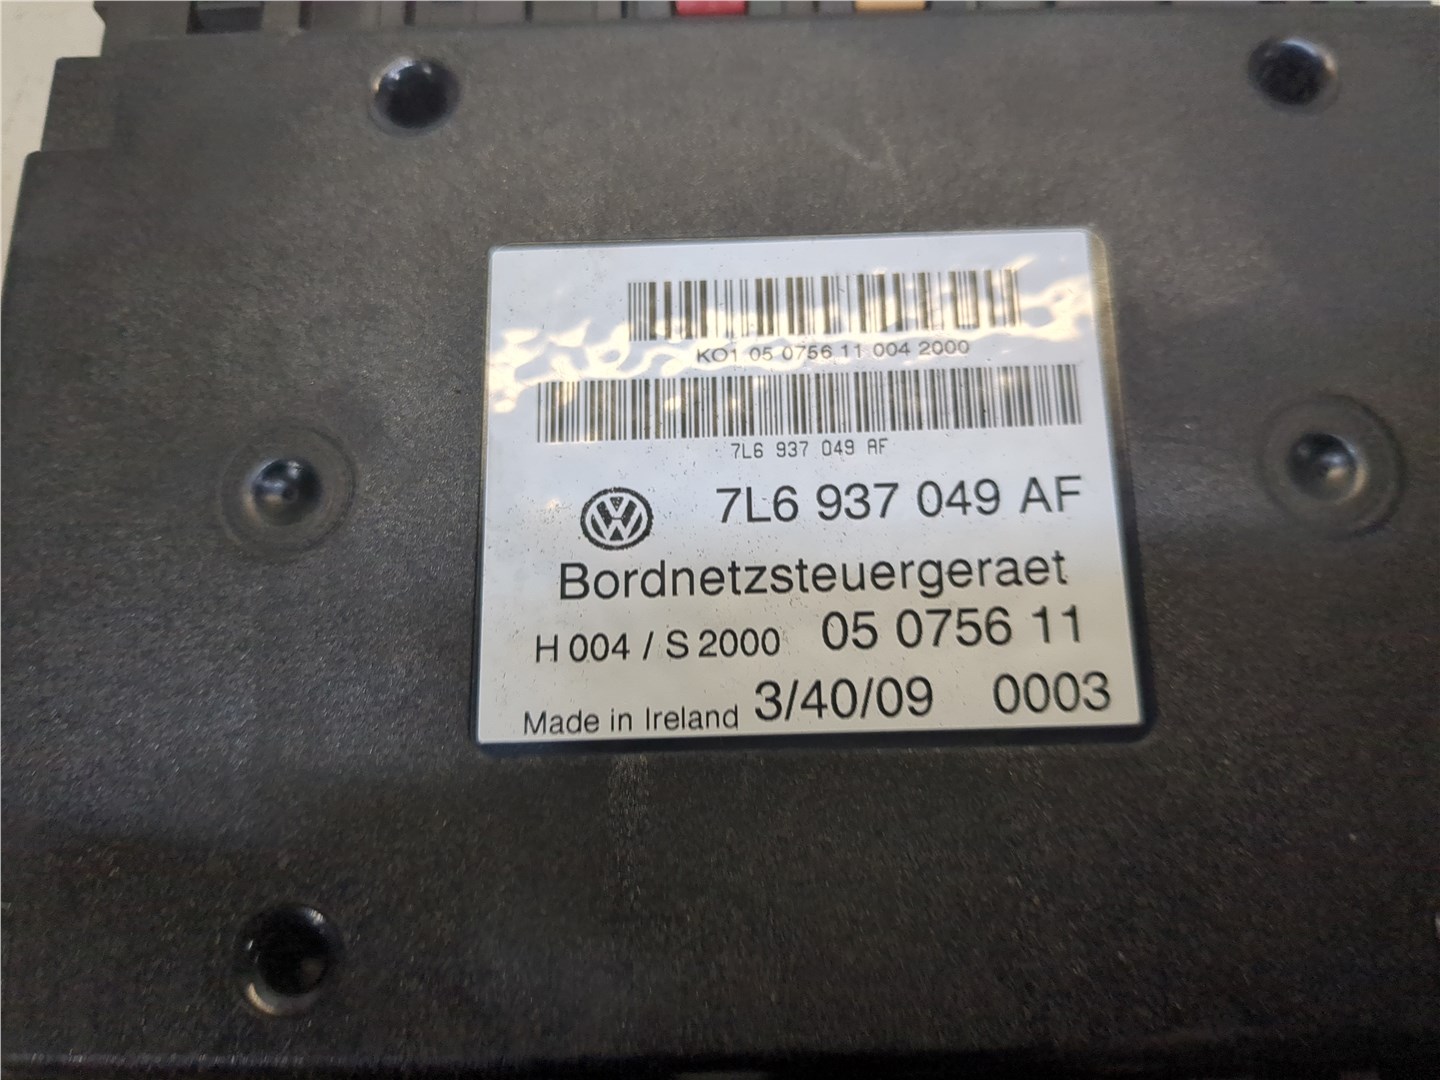 KO1 05 0756 11 004 2000
7L6 937 049 AF
7L6 937 049 AF
Bordnetzsteuergeraet
H 004 / S 2000 05 0756 11
Made in Ireland 3/40/09 0003